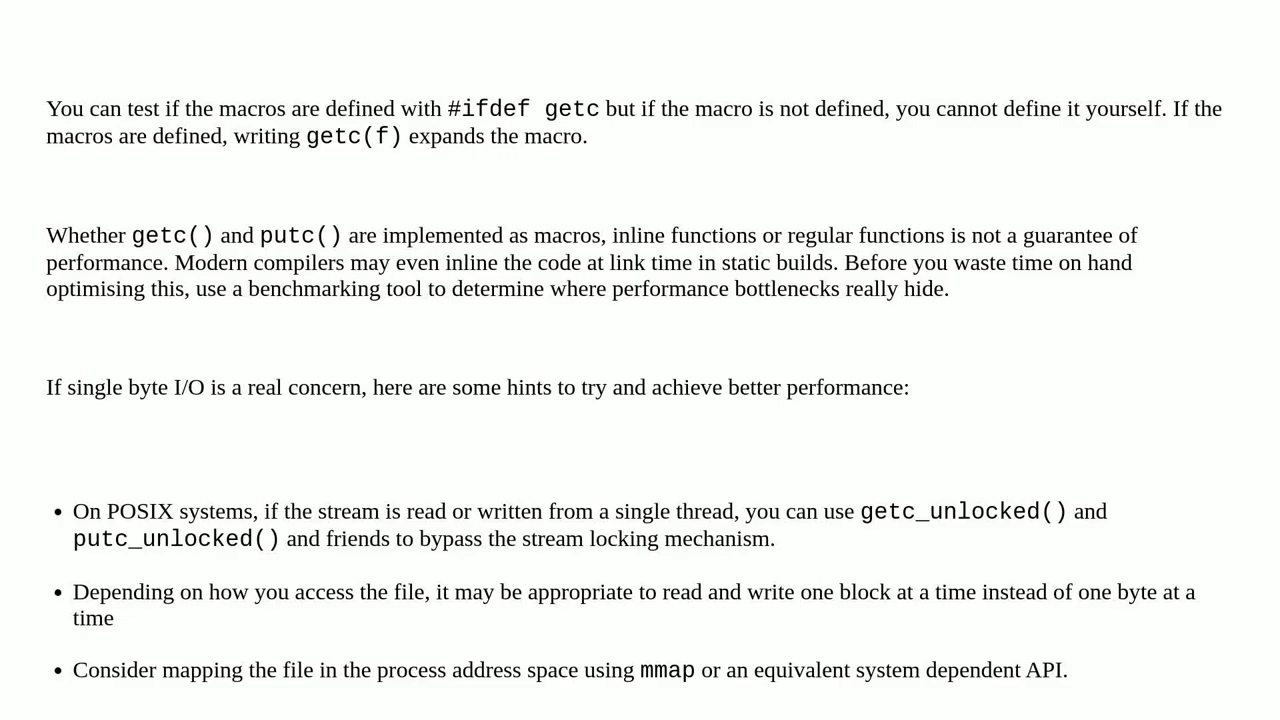 You can test if the macros are defined with #ifdef getc but if the macro is not defined, you cannot define it yourself. If the
macros are defined, writing getc(f) expands the macro.
Whether getc() and putc() are implemented as macros, inline functions or regular functions is not a guarantee of
performance. Modern compilers may even inline the code at link time in static builds. Before you waste time on hand
optimising this, use a benchmarking tool to determine where performance bottlenecks really hide.
If single byte I/O is a real concern, here are some hints to try and achieve better performance:
• On POSIX systems, if the stream is read or written from a single thread, you can use getc_unlocked() and
putc_unlocked() and friends to bypass the stream locking mechanism.
• Depending on how you access the file, it may be appropriate to read and write one block at a time instead of one byte at a
time
• Consider mapping the file in the process address space using mmap or an equivalent system dependent API.